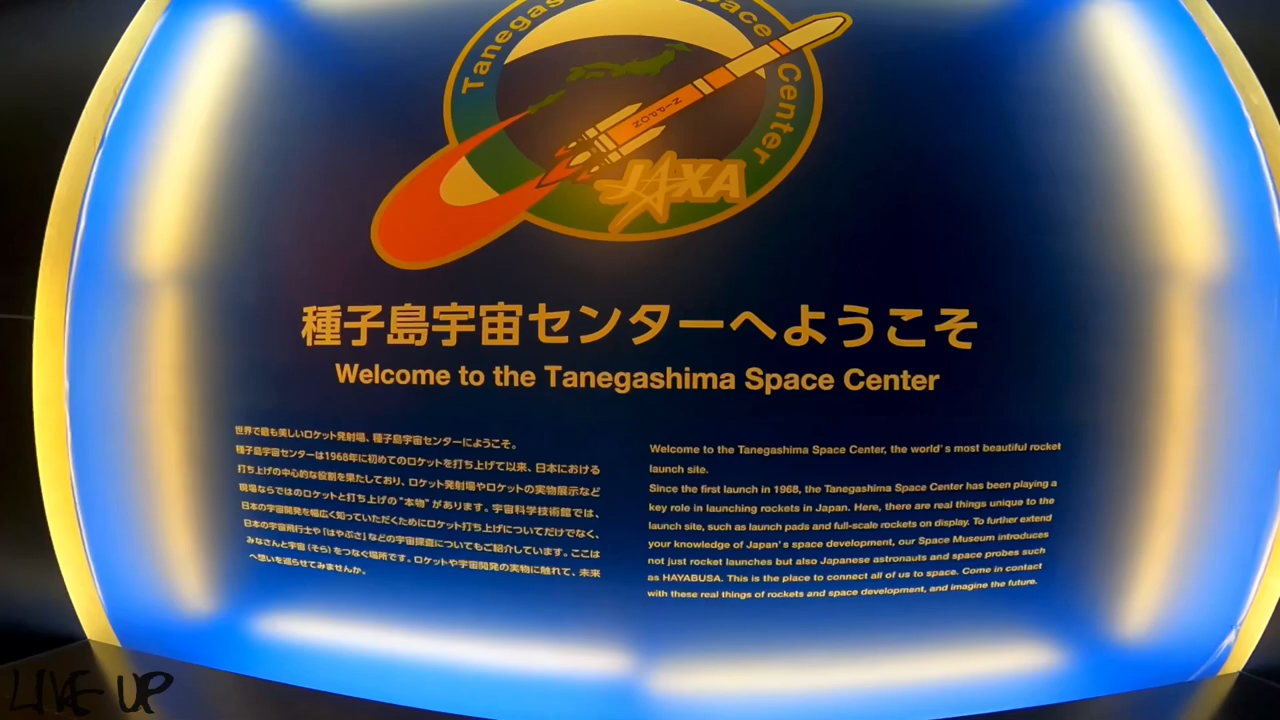 Tanegashima Space Center
NIPPON
JAXA
種子島宇宙センターへようこそ
Welcome to the Tanegashima Space Center
世界で最も美しいロケット発射場、種子島宇宙センターにようこそ。
種子島宇宙センターは1968年に初めてのロケットを打ち上げて以来、日本における
打ち上げの中心的な役割を果たしており、ロケット発射場やロケットの実物展示など
現場ならではのロケットと打ち上げの“本物”があります。宇宙科学技術館では、
日本の宇宙開発を幅広く知っていただくためにロケット打ち上げについてだけでなく、
日本の宇宙飛行士や「はやぶさ」などの宇宙探査についてもご紹介しています。ここは
みなさんと宇宙（そら）をつなぐ場所です。ロケットや宇宙開発の実物に触れて、未来
へ想いを巡らせてみませんか。
Welcome to the Tanegashima Space Center, the world's most beautiful rocket
launch site.
Since the first launch in 1968, the Tanegashima Space Center has been playing a
key role in launching rockets in Japan. Here, there are real things unique to the
launch site, such as launch pads and full-scale rockets on display. To further extend
your knowledge of Japan's space development, our Space Museum introduces
not just rocket launches but also Japanese astronauts and space probes such
as HAYABUSA. This is the place to connect all of us to space. Come in contact
with these real things of rockets and space development, and imagine the future.
LIVE UP